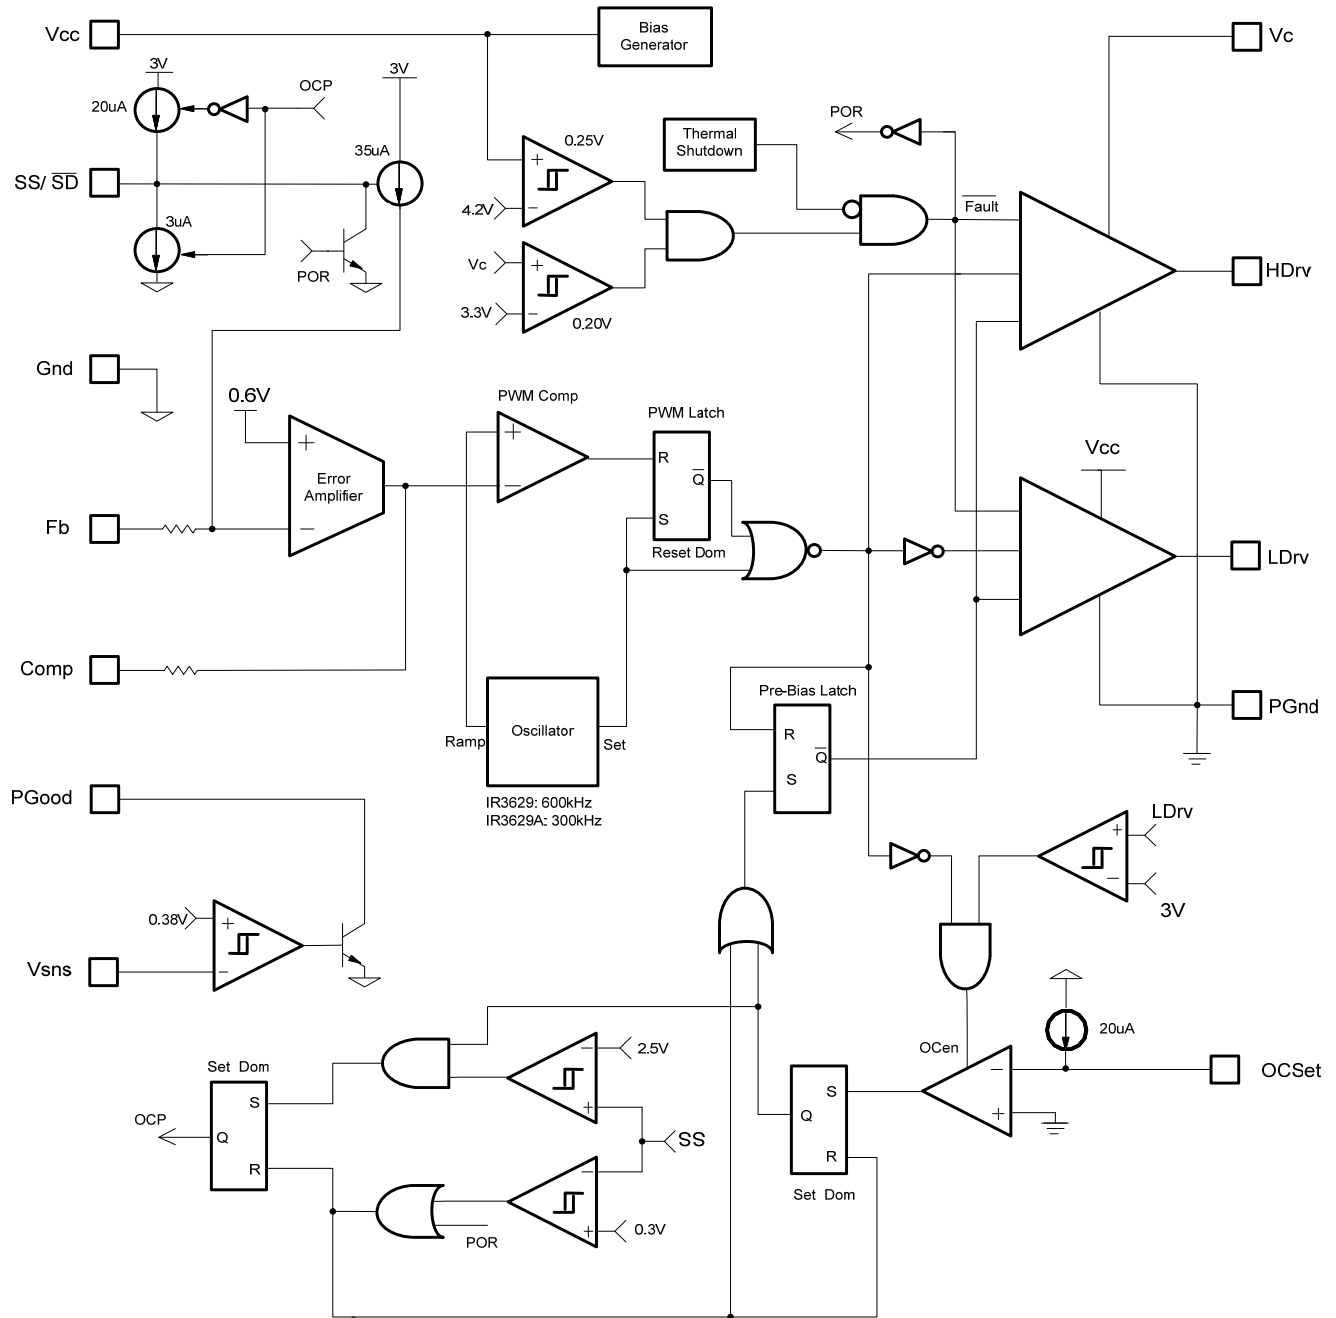 Vcc
Bias
Generator
Vc
3V
3V
OCP
20uA
POR
Thermal
Shutdown
0.25V
35uA
+
SS/ SD
4.2V
−
Fault
3uA
POR
Vc
+
HDrv
3.3V
−
0.20V
Gnd
0.6V
PWM Comp
PWM Latch
+
+
R
Vcc
Error
Amplifier
−
Q
Fb
−
S
Reset Dom
LDrv
Comp
Pre-Bias Latch
PGnd
Ramp
Oscillator
Set
R
Q
S
PGood
IR3629: 600kHz
IR3629A: 300kHz
LDrv
+
−
3V
0.38V
+
Vsns
−
20uA
OCen
2.5V
−
Set Dom
−
OCSet
S
+
S
+
OCP
Q
SS
Q
R
−
R
Set Dom
POR
+
0.3V